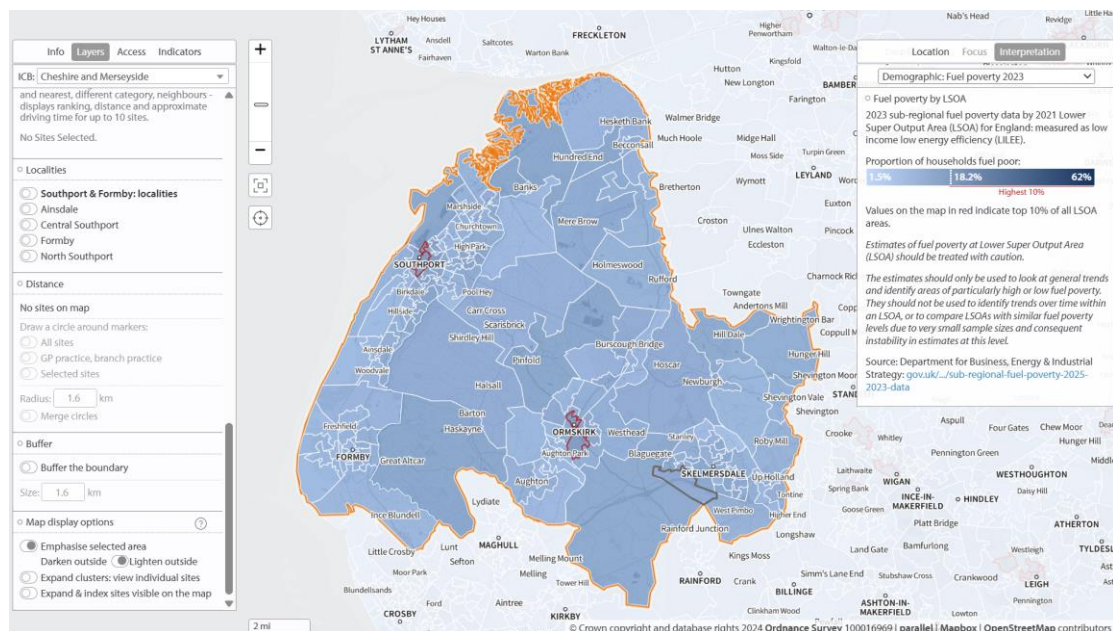 Info Layers Access Indicators
ICB: Cheshire and Merseyside
and nearest, different category, neighbours -
displays ranking, distance and approximate
driving time for up to 10 sites.
No Sites Selected.
Localities
Southport & Formby: localities
Ainsdale
Central Southport
Formby
North Southport
Distance
No sites on map
Draw a circle around markers:
All sites
GP practice, branch practice
Selected sites
Radius: 1.6 km
Merge circles
Buffer
Buffer the boundary
Size: 1.6 km
Map display options ?
Emphasise selected area
Darken outside Lighten outside
Expand clusters: view individual sites
Expand & index sites visible on the map
+
−
Hey Houses
LYTHAM
ST ANNE'S
Ansdell
Fairhaven
Saltcotes
Warton Bank
FRECKLETON
Higher
Penwortham
Nab's Head
Revidge
Walton-le-Da
Kingsfold
Hutton
New Longton
BAMBER
Farington
Hesketh Bank
Becconsall
Walmer Bridge
Much Hoole
Midge Hall
Moss Side
Turpin Green
Hundred End
Banks
Bretherton
Wymott
LEYLAND
Euxton
Marshside
Churchtown
High Park
Mere Brow
Croston
Runshaw Moor
Pincock
Ulnes Walton
Eccleston
SOUTHPORT
Holmeswood
Rufford
Charnock Ric
Birkdale
Pool Hey
Carr Cross
Hillside
Scarisbrick
Shirdley Hill
Towngate
Andertons Mill
Wrightington Bar
Copp
Coppull M
Hill Dale
Burscough Bridge
Ainsdale
Woodvale
Pinfold
Hoscar
Hunger Hill
Halsall
Newburgh
Shevington Moor
STAND
Shevington Vale
Shevington
Barton
Haskayne
ORMSKIRK
Westhead
Stanley
Roby Mill
Freshfield
FORMBY
Great Altcar
Aughton Park
Blaguegate
SKELMERSDALE
Up Holland
Aughton
Tontine
Lydiate
West Pimbo
Higher End
Ince Blundell
Rainford Junction
Longshaw
Little Crosby
Lunt
MAGHULL
Sefton
Melling Mount
Kings Moss
Moor Park
Melling
Tower Hill
RAINFORD
Crank
BILLINGE
Blundellsands
Ford
Aintree
CROSBY
KIRKBY
Clinkham Wood
Aspull
Four Gates
Chew Moor
Crooke
Whitley
Hunger Hill
Pennington Green
Laithwaite
WIGAN
WESTHOUGHTON
Middle
Spring Bank
INCE-IN-
MAKERFIELD
HINDLEY
Daisy Hill
Goose Green
Platt Bridge
ATHERTON
Land Gate
Bamfurlong
Westleigh
TYLDESL
Simm's Lane End
Stubshaw Cross
Crankwood
LEIGH
ASHTON-IN-
MAKERFIELD
Pennington
Lowton
2 mi
Location Focus Interpretation
Demographic: Fuel poverty 2023
Fuel poverty by LSOA
2023 sub-regional fuel poverty data by 2021 Lower
Super Output Area (LSOA) for England: measured as low
income low energy efficiency (LILEE).
Proportion of households fuel poor:
1.5% 18.2% 62%
Highest 10%
Values on the map in red indicate top 10% of all LSOA
areas.
Estimates of fuel poverty at Lower Super Output Area
(LSOA) should be treated with caution.
The estimates should only be used to look at general trends
and identify areas of particularly high or low fuel poverty.
They should not be used to identify trends over time within
an LSOA, or to compare LSOAs with similar fuel poverty
levels due to very small sample sizes and consequent
instability in estimates at this level.
Source: Department for Business, Energy & Industrial
Strategy: gov.uk/.../sub-regional-fuel-poverty-2025-
2023-data
© Crown copyright and database rights 2024 Ordnance Survey 100016969 | parallel | Mapbox | OpenStreetMap contributors